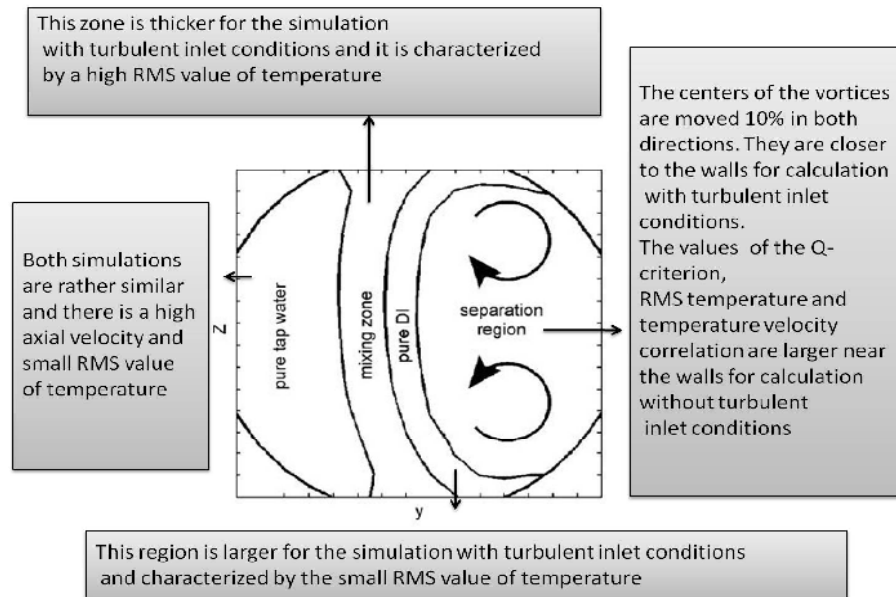 This zone is thicker for the simulation
with turbulent inlet conditions and it is characterized
by a high RMS value of temperature
Both simulations
are rather similar
and there is a high
axial velocity and
small RMS value
of temperature
Z
pure tap water
mixing zone
pure DI
separation
region
y
The centers of the vortices
are moved 10% in both
directions. They are closer
to the walls for calculation
with turbulent inlet
conditions.
The values of the Q-
criterion,
RMS temperature and
temperature velocity
correlation are larger near
the walls for calculation
without turbulent
inlet conditions
This region is larger for the simulation with turbulent inlet conditions
and characterized by the small RMS value of temperature